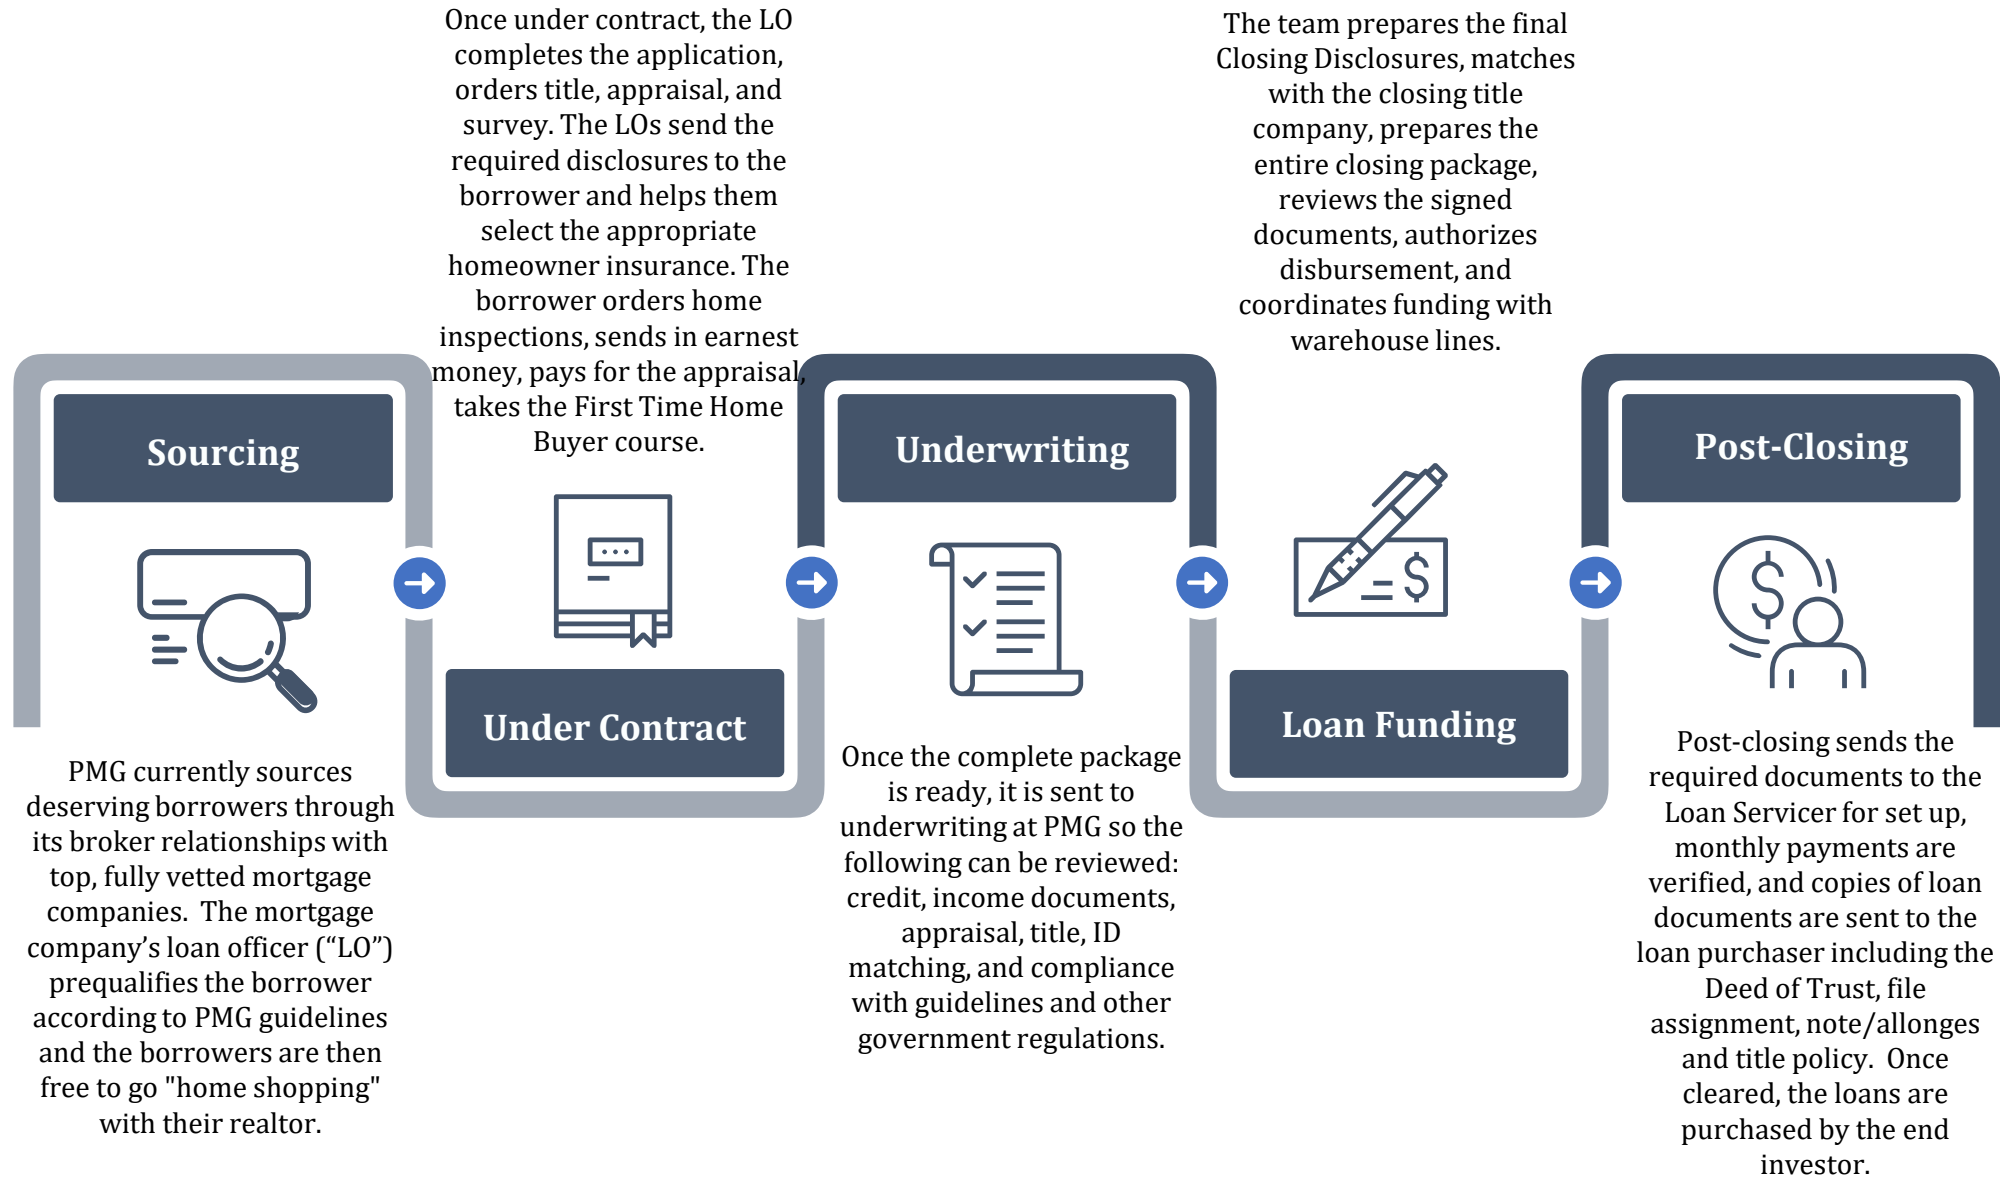 Sourcing
PMG currently sources
deserving borrowers through
its broker relationships with
top, fully vetted mortgage
companies.  The mortgage
company’s loan officer (“LO”)
prequalifies the borrower
according to PMG guidelines
and the borrowers are then
free to go "home shopping"
with their realtor.
Once under contract, the LO
completes the application,
orders title, appraisal, and
survey. The LOs send the
required disclosures to the
borrower and helps them
select the appropriate
homeowner insurance. The
borrower orders home
inspections, sends in earnest
money, pays for the appraisal,
takes the First Time Home
Buyer course.
Under Contract
Underwriting
Once the complete package
is ready, it is sent to
underwriting at PMG so the
following can be reviewed:
credit, income documents,
appraisal, title, ID
matching, and compliance
with guidelines and other
government regulations.
The team prepares the final
Closing Disclosures, matches
with the closing title
company, prepares the
entire closing package,
reviews the signed
documents, authorizes
disbursement, and
coordinates funding with
warehouse lines.
$
Loan Funding
Post-Closing
$
Post-closing sends the
required documents to the
Loan Servicer for set up,
monthly payments are
verified, and copies of loan
documents are sent to the
loan purchaser including the
Deed of Trust, file
assignment, note/allonges
and title policy.  Once
cleared, the loans are
purchased by the end
investor.